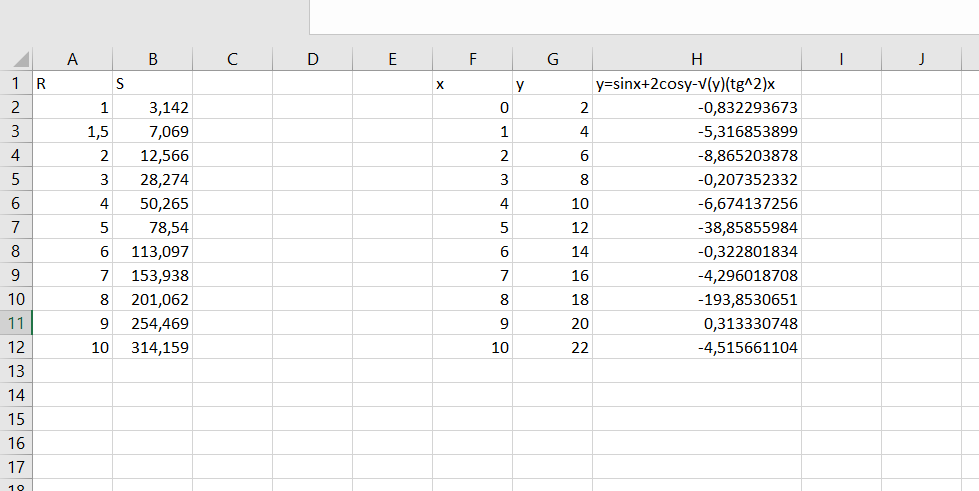 A B C D E F G H I J
1 R S x y y=sinx+2cosy-√(y)(tg^2)x
2 1 3,142 0 2 -0,832293673
3 1,5 7,069 1 4 -5,316853899
4 2 12,566 2 6 -8,865203878
5 3 28,274 3 8 -0,207352332
6 4 50,265 4 10 -6,674137256
7 5 78,54 5 12 -38,85855984
8 6 113,097 6 14 -0,322801834
9 7 153,938 7 16 -4,296018708
10 8 201,062 8 18 -193,8530651
11 9 254,469 9 20 0,313330748
12 10 314,159 10 22 -4,515661104
13
14
15
16
17
18